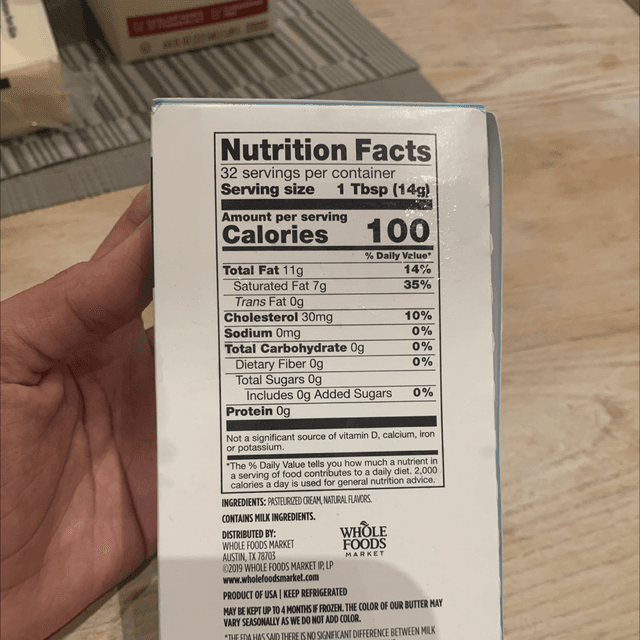 Nutrition Facts
32 servings per container
Serving size 1 Tbsp (14g)
Amount per serving
Calories 100
% Daily Value*
Total Fat 11g 14%
Saturated Fat 7g 35%
Trans Fat 0g
Cholesterol 30mg 10%
Sodium 0mg 0%
Total Carbohydrate 0g 0%
Dietary Fiber 0g 0%
Total Sugars 0g
Includes 0g Added Sugars 0%
Protein 0g
Not a significant source of vitamin D, calcium, iron
or potassium.
*The % Daily Value tells you how much a nutrient in
a serving of food contributes to a daily diet. 2,000
calories a day is used for general nutrition advice.
INGREDIENTS: PASTEURIZED CREAM, NATURAL FLAVORS.
CONTAINS MILK INGREDIENTS.
DISTRIBUTED BY:
WHOLE FOODS MARKET
AUSTIN, TX 78703
©2019 WHOLE FOODS MARKET IP, LP
www.wholefoodsmarket.com
WHOLE
FOODS
MARKET
PRODUCT OF USA | KEEP REFRIGERATED
MAY BE KEPT UP TO 4 MONTHS IF FROZEN. THE COLOR OF OUR BUTTER MAY
VARY SEASONALLY AS WE DO NOT ADD COLOR.
*THE FDA HAS SAID THERE IS NO SIGNIFICANT DIFFERENCE BETWEEN MILK